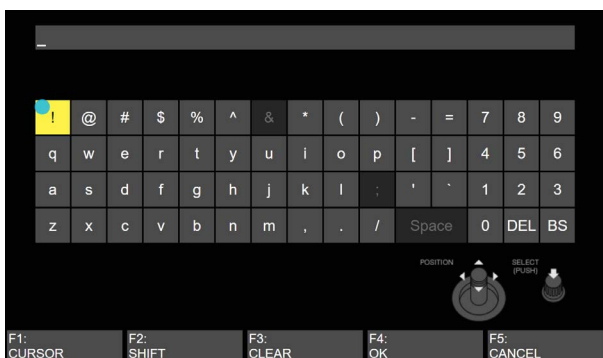 _
! @ # $ % ^ & * ( ) - = 7 8 9
q w e r t y u i o p [ ] 4 5 6
a s d f g h j k l ; ' ` 1 2 3
z x c v b n m , . / Space 0 DEL BS
POSITION SELECT
(PUSH)
F1: F2: F3: F4: F5:
CURSOR SHIFT CLEAR OK CANCEL